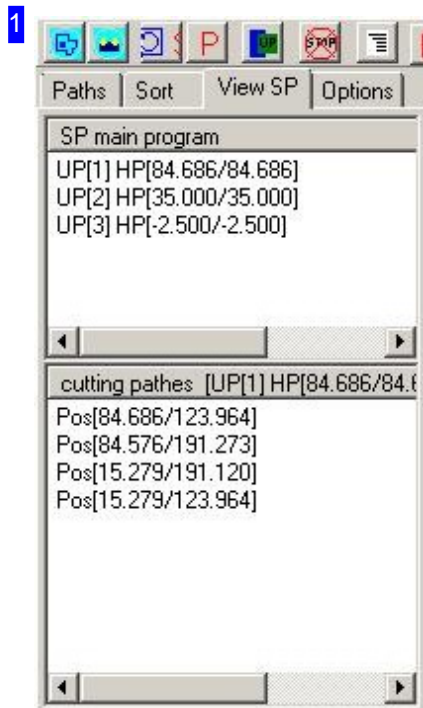 1
P UP STOP
Paths Sort View SP Options
SP main program
UP[1] HP[84.686/84.686]
UP[2] HP[35.000/35.000]
UP[3] HP[-2.500/-2.500]
cutting pathes [UP[1] HP[84.686/84.6
Pos[84.686/123.964]
Pos[84.576/191.273]
Pos[15.279/191.120]
Pos[15.279/123.964]